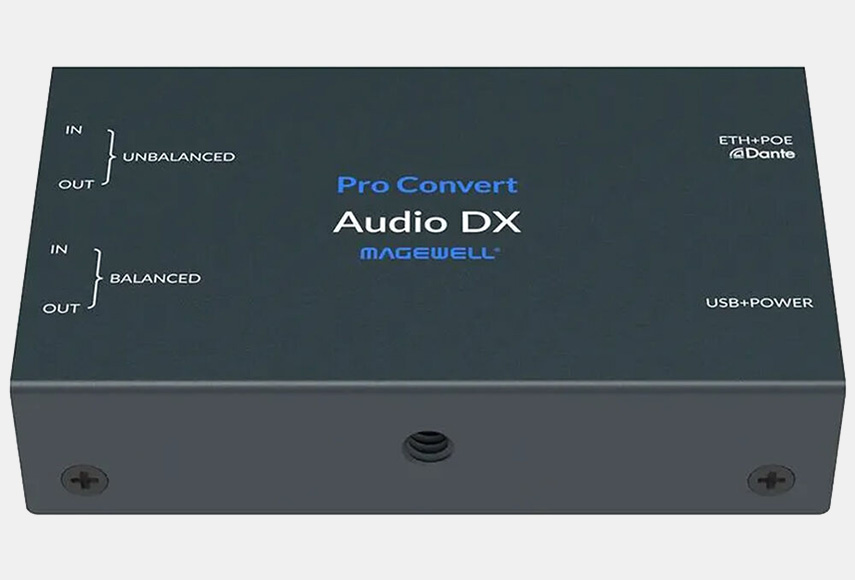 IN
UNBALANCED
OUT
IN
BALANCED
OUT
Pro Convert
Audio DX
MAGEWELL®
ETH+POE
Dante
USB+POWER